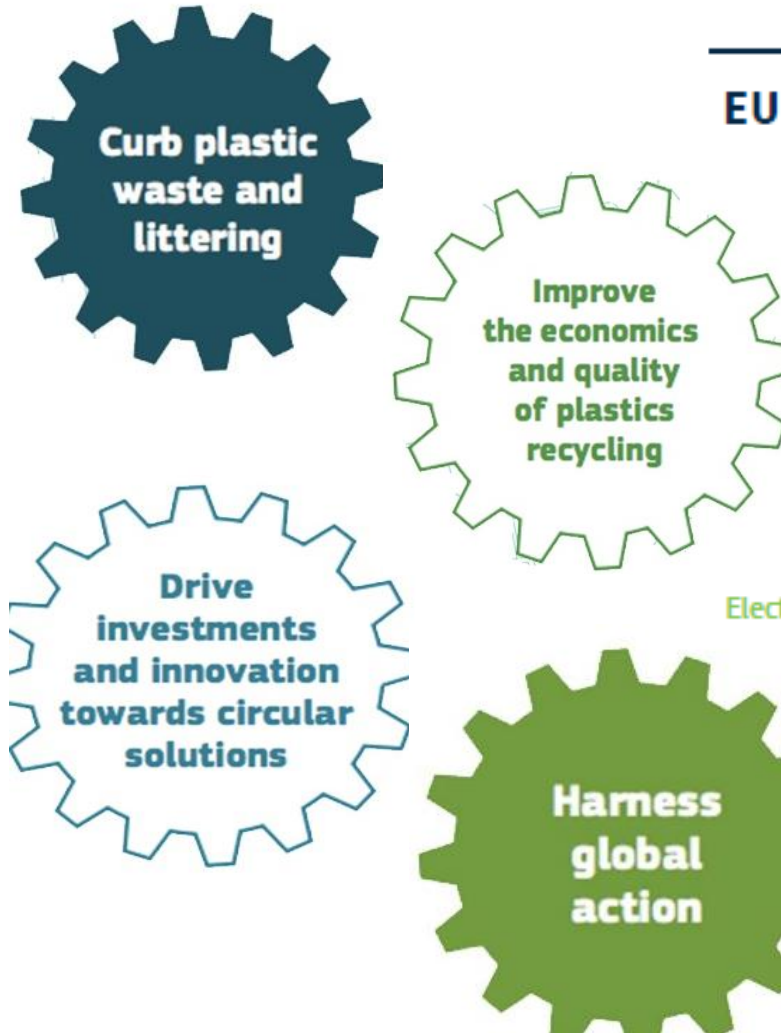 Curb plastic
waste and
littering
EU
Improve
the economics
and quality
of plastics
recycling
Drive
investments
and innovation
towards circular
solutions
Elect
Harness
global
action